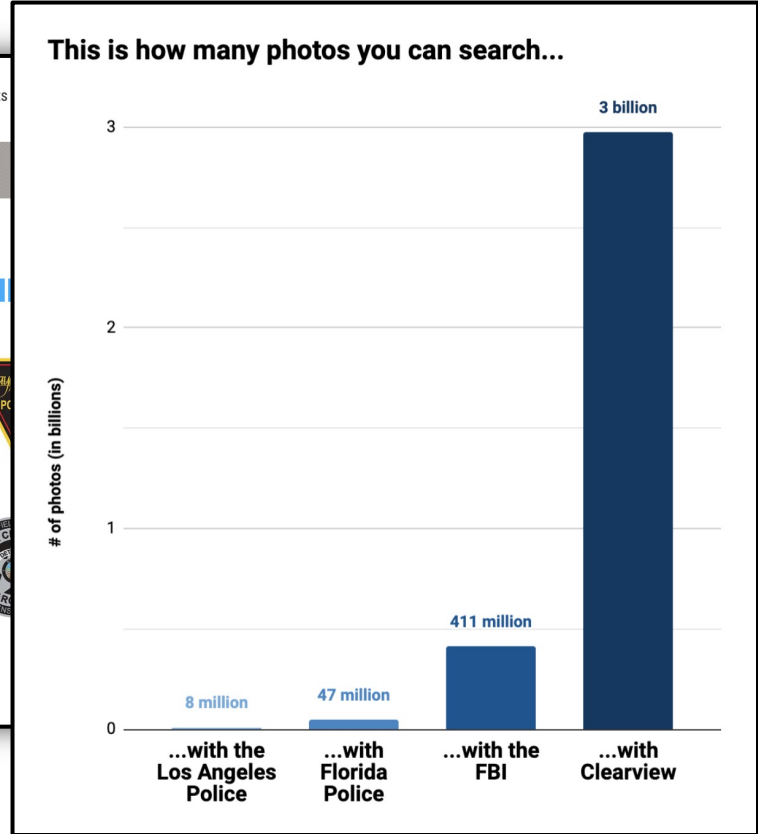 This is how many photos you can search...
3 billion
3
2
# of photos (in billions)
1
411 million
47 million
8 million
0
...with the
Los Angeles
Police
...with
Florida
Police
...with the
FBI
...with
Clearview